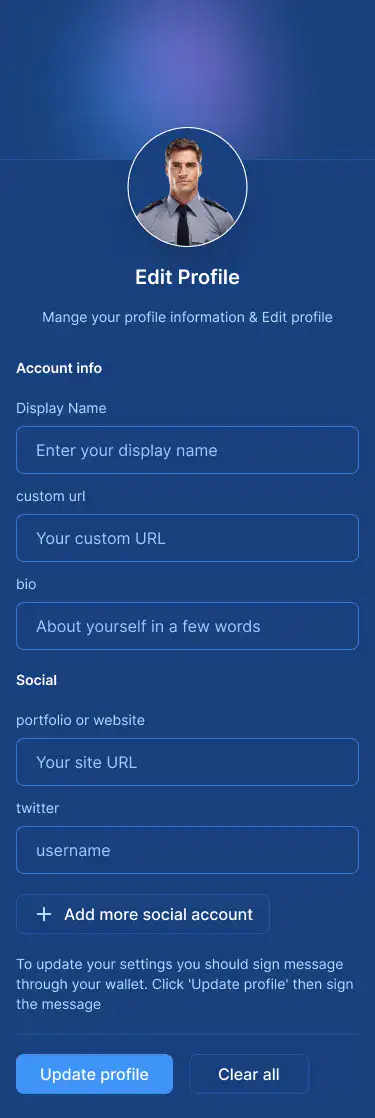 Edit Profile
Mange your profile information & Edit profile
Account info
Display Name
Enter your display name
custom url
Your custom URL
bio
About yourself in a few words
Social
portfolio or website
Your site URL
twitter
username
Add more social account
To update your settings you should sign message
through your wallet. Click 'Update profile' then sign
the message
Update profile
Clear all